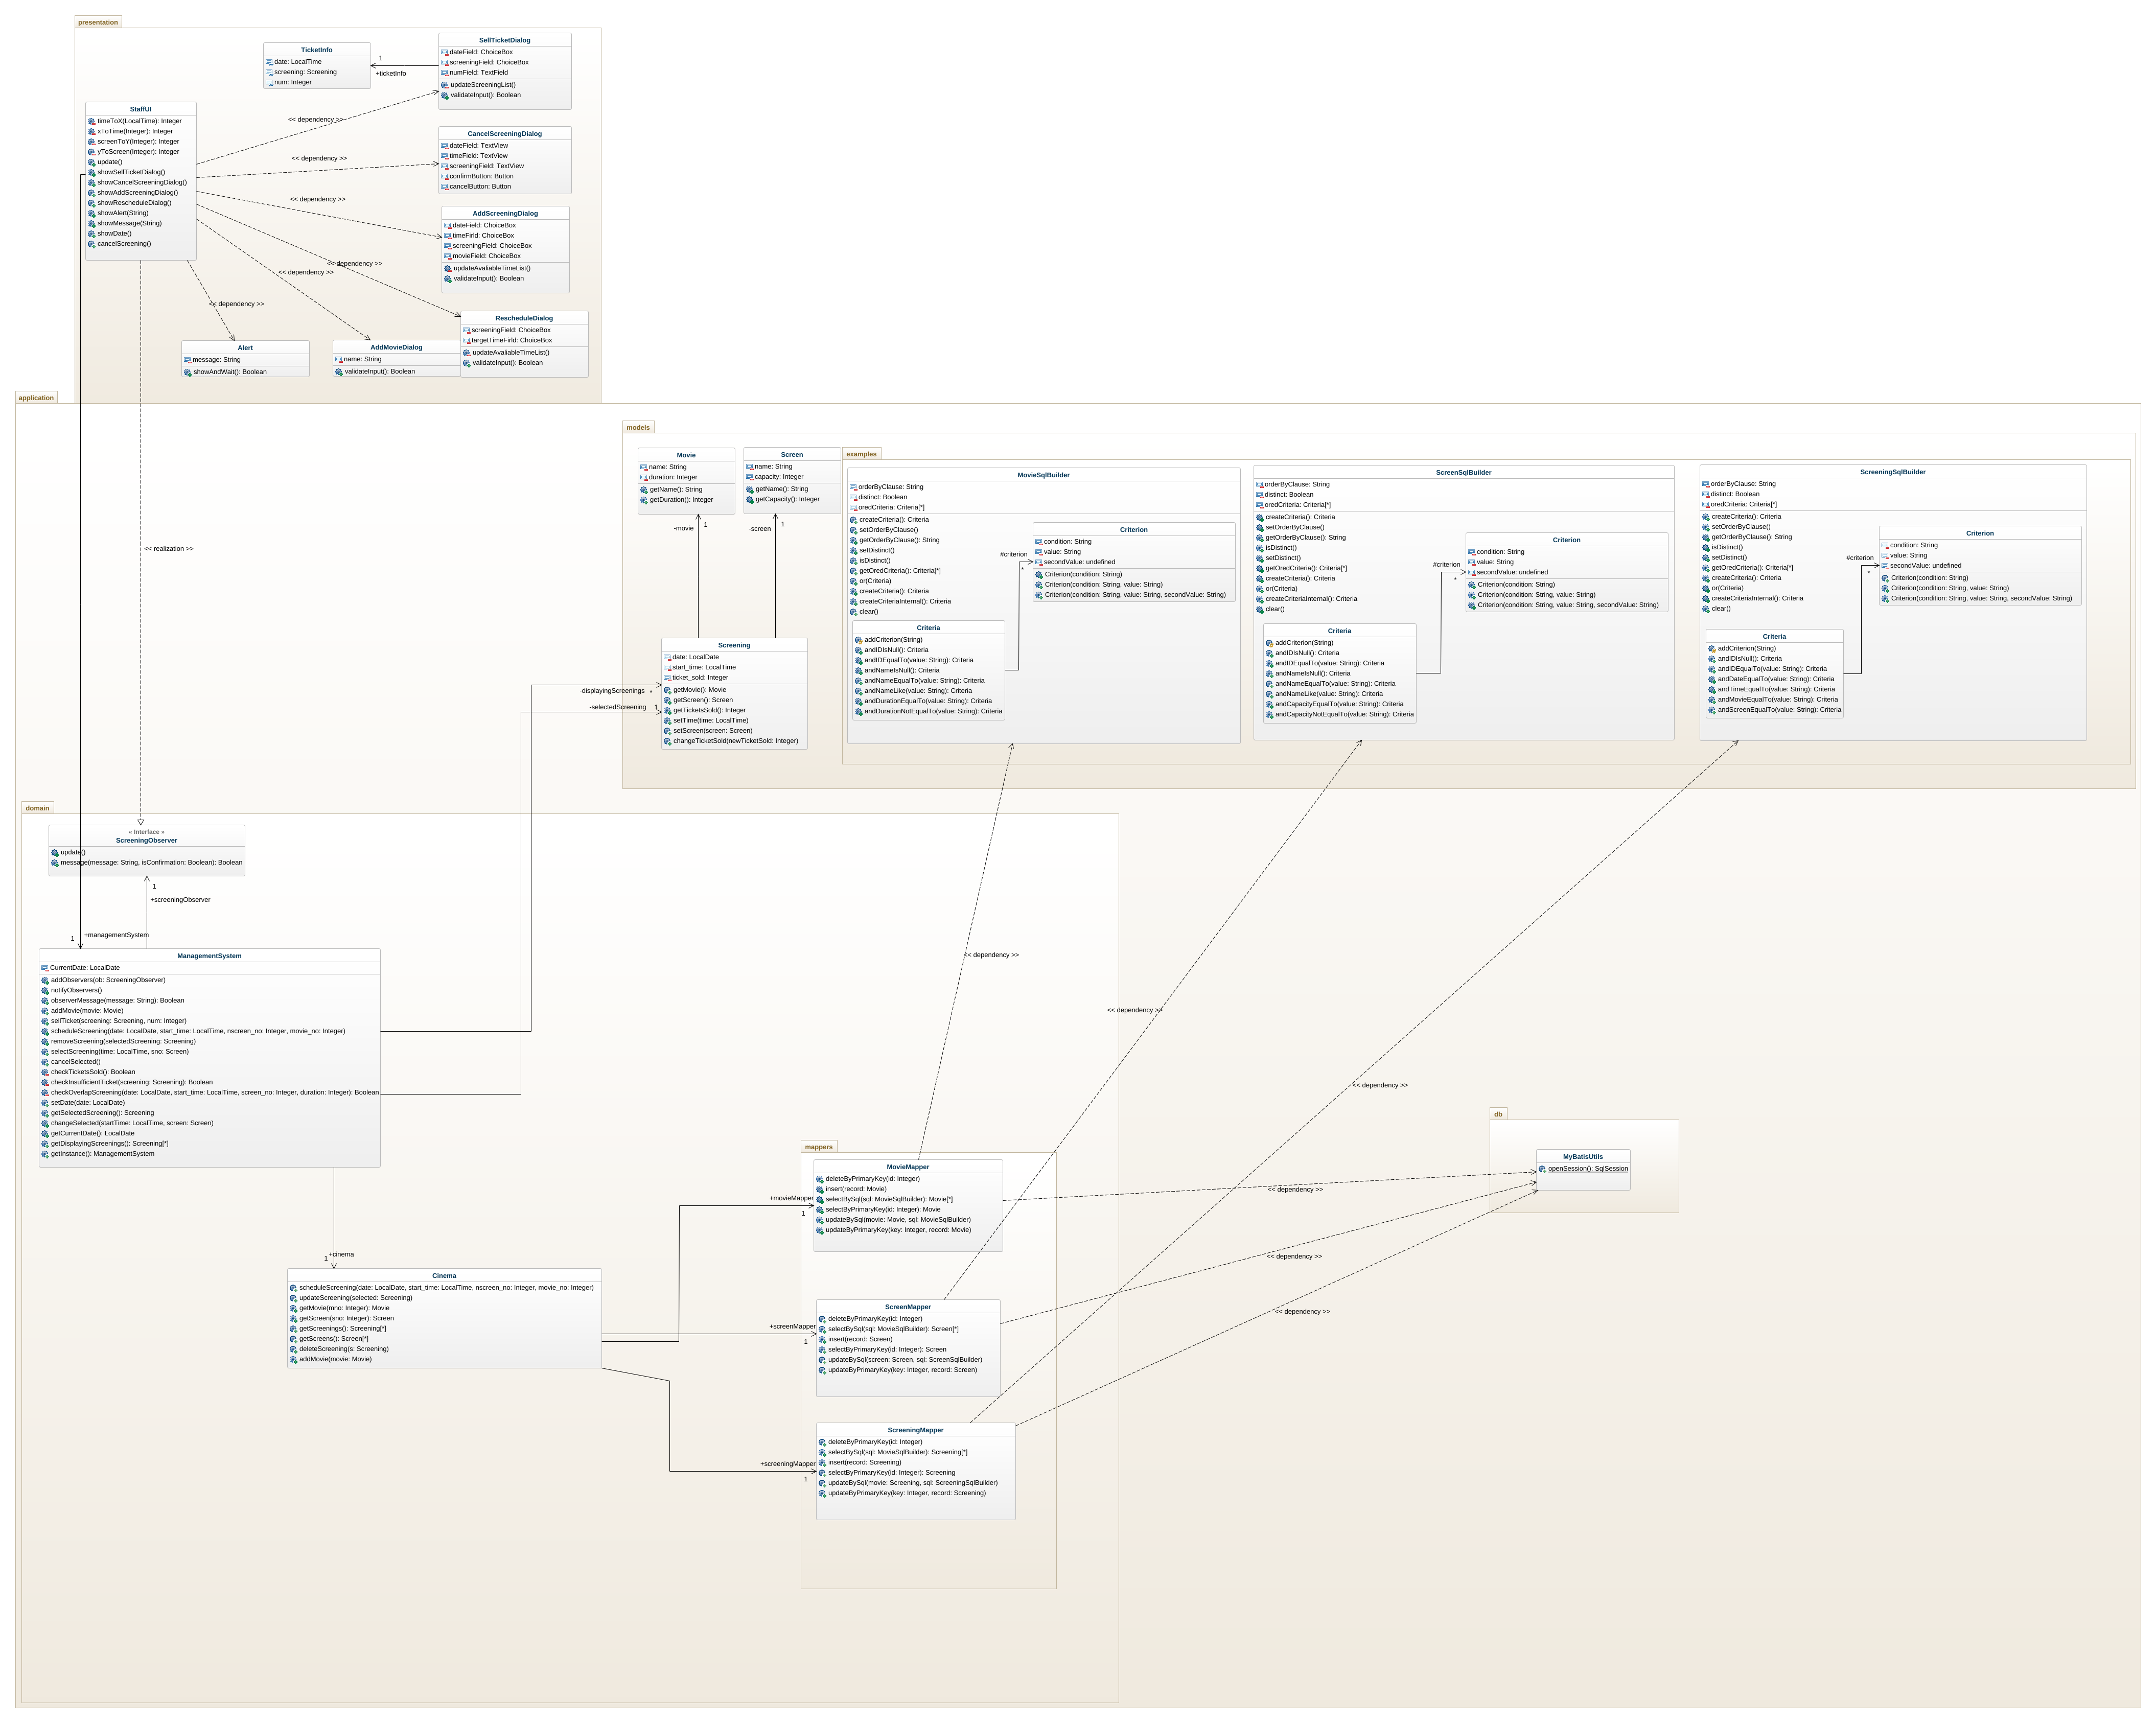 presentation
TicketInfo
date: LocalTime
screening: Screening
num: Integer
1
+ticketInfo
SellTicketDialog
dateField: ChoiceBox
screeningField: ChoiceBox
numField: TextField
updateScreeningList()
validateInput(): Boolean
StaffUI
timeToX(LocalTime): Integer
xToTime(Integer): Integer
screenToY(Integer): Integer
yToScreen(Integer): Integer
update()
showSellTicketDialog()
showCancelScreeningDialog()
showAddScreeningDialog()
showRescheduleDialog()
showAlert(String)
showMessage(String)
showDate()
cancelScreening()
<< dependency >>
<< dependency >>
<< dependency >>
<< dependency >>
<< dependency >>
<< dependency >>
CancelScreeningDialog
dateField: TextView
timeField: TextView
screeningField: TextView
confirmButton: Button
cancelButton: Button
AddScreeningDialog
dateField: ChoiceBox
timeFirld: ChoiceBox
screeningField: ChoiceBox
movieField: ChoiceBox
updateAvaliableTimeList()
validateInput(): Boolean
RescheduleDialog
screeningField: ChoiceBox
targetTimeFirld: ChoiceBox
updateAvaliableTimeList()
validateInput(): Boolean
Alert
message: String
showAndWait(): Boolean
AddMovieDialog
name: String
validateInput(): Boolean
application
models
Movie
name: String
duration: Integer
getName(): String
getDuration(): Integer
Screen
name: String
capacity: Integer
getName(): String
getCapacity(): Integer
-movie
1
-screen
1
Screening
date: LocalDate
start_time: LocalTime
ticket_sold: Integer
getMovie(): Movie
getScreen(): Screen
getTicketsSold(): Integer
setTime(time: LocalTime)
setScreen(screen: Screen)
changeTicketSold(newTicketSold: Integer)
-displayingScreenings
*
-selectedScreening
1
examples
MovieSqlBuilder
orderByClause: String
distinct: Boolean
oredCriteria: Criteria[*]
createCriteria(): Criteria
setOrderByClause()
getOrderByClause(): String
setDistinct()
isDistinct()
getOredCriteria(): Criteria[*]
or(Criteria)
createCriteria(): Criteria
createCriteriaInternal(): Criteria
clear()
Criterion
condition: String
value: String
secondValue: undefined
Criterion(condition: String)
Criterion(condition: String, value: String)
Criterion(condition: String, value: String, secondValue: String)
#criterion
*
Criteria
addCriterion(String)
andIDIsNull(): Criteria
andIDEqualTo(value: String): Criteria
andNameIsNull(): Criteria
andNameEqualTo(value: String): Criteria
andNameLike(value: String): Criteria
andDurationEqualTo(value: String): Criteria
andDurationNotEqualTo(value: String): Criteria
ScreenSqlBuilder
orderByClause: String
distinct: Boolean
oredCriteria: Criteria[*]
createCriteria(): Criteria
setOrderByClause()
getOrderByClause(): String
isDistinct()
setDistinct()
getOredCriteria(): Criteria[*]
createCriteria(): Criteria
or(Criteria)
createCriteriaInternal(): Criteria
clear()
Criterion
condition: String
value: String
secondValue: undefined
Criterion(condition: String)
Criterion(condition: String, value: String)
Criterion(condition: String, value: String, secondValue: String)
#criterion
*
Criteria
addCriterion(String)
andIDIsNull(): Criteria
andIDEqualTo(value: String): Criteria
andNameIsNull(): Criteria
andNameEqualTo(value: String): Criteria
andNameLike(value: String): Criteria
andCapacityEqualTo(value: String): Criteria
andCapacityNotEqualTo(value: String): Criteria
ScreeningSqlBuilder
orderByClause: String
distinct: Boolean
oredCriteria: Criteria[*]
createCriteria(): Criteria
setOrderByClause()
getOrderByClause(): String
isDistinct()
setDistinct()
getOredCriteria(): Criteria[*]
createCriteria(): Criteria
or(Criteria)
createCriteriaInternal(): Criteria
clear()
Criterion
condition: String
value: String
secondValue: undefined
Criterion(condition: String)
Criterion(condition: String, value: String)
Criterion(condition: String, value: String, secondValue: String)
#criterion
*
Criteria
addCriterion(String)
andIDIsNull(): Criteria
andIDEqualTo(value: String): Criteria
andDateEqualTo(value: String): Criteria
andTimeEqualTo(value: String): Criteria
andMovieEqualTo(value: String): Criteria
andScreenEqualTo(value: String): Criteria
<< realization >>
domain
« Interface »
ScreeningObserver
update()
message(message: String, isConfirmation: Boolean): Boolean
1
+screeningObserver
+managementSystem
1
ManagementSystem
CurrentDate: LocalDate
addObservers(ob: ScreeningObserver)
notifyObservers()
observerMessage(message: String): Boolean
addMovie(movie: Movie)
sellTicket(screening: Screening, num: Integer)
scheduleScreening(date: LocalDate, start_time: LocalTime, nscreen_no: Integer, movie_no: Integer)
removeScreening(selectedScreening: Screening)
selectScreening(time: LocalTime, sno: Screen)
cancelSelected()
checkTicketsSold(): Boolean
checkInsufficientTicket(screening: Screening): Boolean
checkOverlapScreening(date: LocalDate, start_time: LocalTime, screen_no: Integer, duration: Integer): Boolean
setDate(date: LocalDate)
getSelectedScreening(): Screening
changeSelected(startTime: LocalTime, screen: Screen)
getCurrentDate(): LocalDate
getDisplayingScreenings(): Screening[*]
getInstance(): ManagementSystem
+cinema
1
Cinema
scheduleScreening(date: LocalDate, start_time: LocalTime, nscreen_no: Integer, movie_no: Integer)
updateScreening(selected: Screening)
getMovie(mno: Integer): Movie
getScreen(sno: Integer): Screen
getScreenings(): Screening[*]
getScreens(): Screen[*]
deleteScreening(s: Screening)
addMovie(movie: Movie)
+movieMapper
1
+screenMapper
1
+screeningMapper
1
mappers
MovieMapper
deleteByPrimaryKey(id: Integer)
insert(record: Movie)
selectBySql(sql: MovieSqlBuilder): Movie[*]
selectByPrimaryKey(id: Integer): Movie
updateBySql(movie: Movie, sql: MovieSqlBuilder)
updateByPrimaryKey(key: Integer, record: Movie)
ScreenMapper
deleteByPrimaryKey(id: Integer)
selectBySql(sql: MovieSqlBuilder): Screen[*]
insert(record: Screen)
selectByPrimaryKey(id: Integer): Screen
updateBySql(screen: Screen, sql: ScreenSqlBuilder)
updateByPrimaryKey(key: Integer, record: Screen)
ScreeningMapper
deleteByPrimaryKey(id: Integer)
selectBySql(sql: MovieSqlBuilder): Screening[*]
insert(record: Screening)
selectByPrimaryKey(id: Integer): Screening
updateBySql(movie: Screening, sql: ScreeningSqlBuilder)
updateByPrimaryKey(key: Integer, record: Screening)
<< dependency >>
<< dependency >>
<< dependency >>
<< dependency >>
<< dependency >>
<< dependency >>
db
MyBatisUtils
openSession(): SqlSession